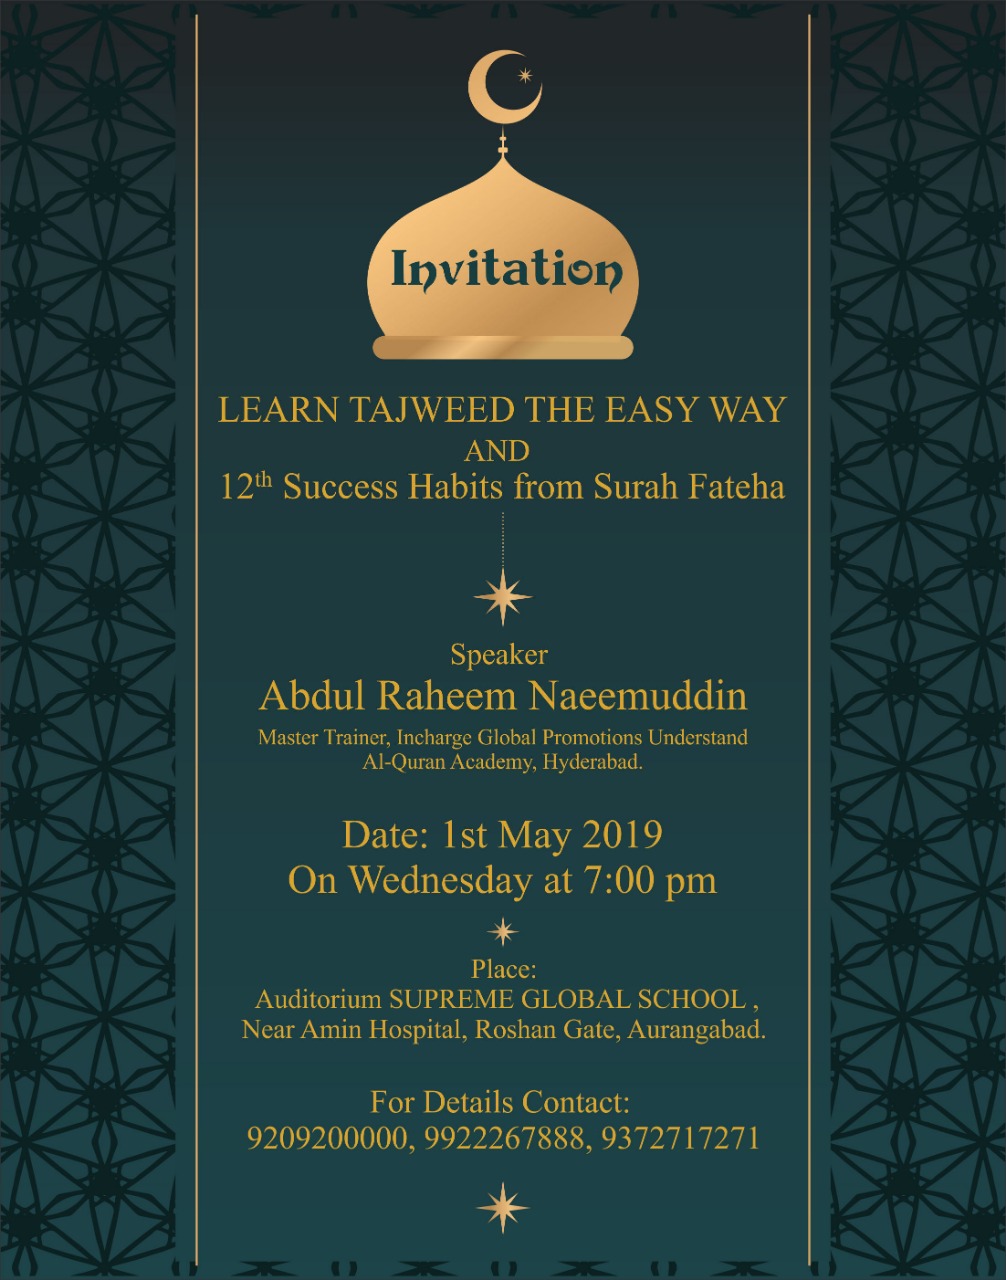 Invitation
LEARN TAJWEED THE EASY WAY
AND
12th Success Habits from Surah Fateha
Speaker
Abdul Raheem Naeemuddin
Master Trainer, Incharge Global Promotions Understand
Al-Quran Academy, Hyderabad.
Date: 1st May 2019
On Wednesday at 7:00 pm
Place:
Auditorium SUPREME GLOBAL SCHOOL ,
Near Amin Hospital, Roshan Gate, Aurangabad.
For Details Contact:
9209200000, 9922267888, 9372717271